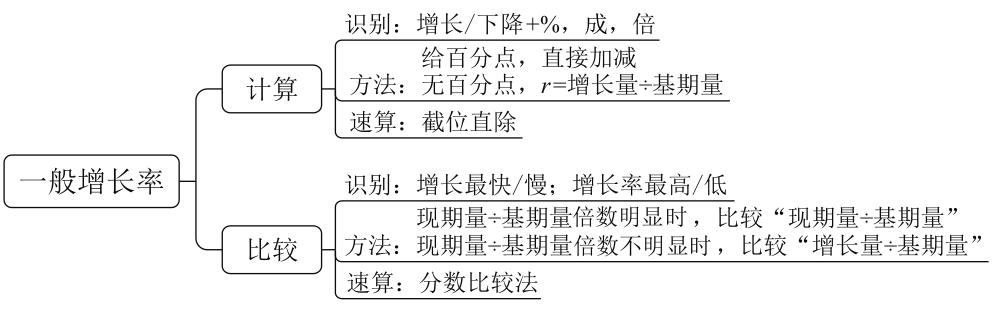 一般增长率
计算
识别：增长/下降+%，成，倍
给百分点，直接加减
方法：无百分点，r=增长量÷基期量
速算：截位直除
比较
识别：增长最快/慢；增长率最高/低
现期量÷基期量倍数明显时，比较“现期量÷基期量”
方法：现期量÷基期量倍数不明显时，比较“增长量÷基期量”
速算：分数比较法